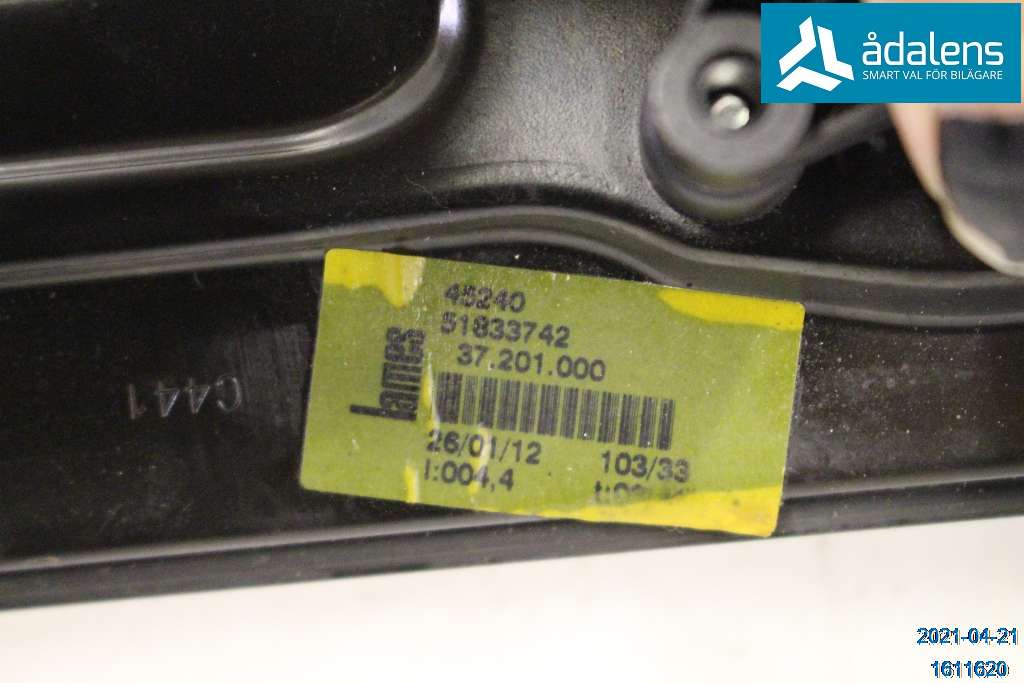 ådalens
SMART VAL FÖR BILÄGARE
45240
51833742
37.201.000
lames
26/01/12 103/33
I:004,4
C441
2021-04-21
1611620